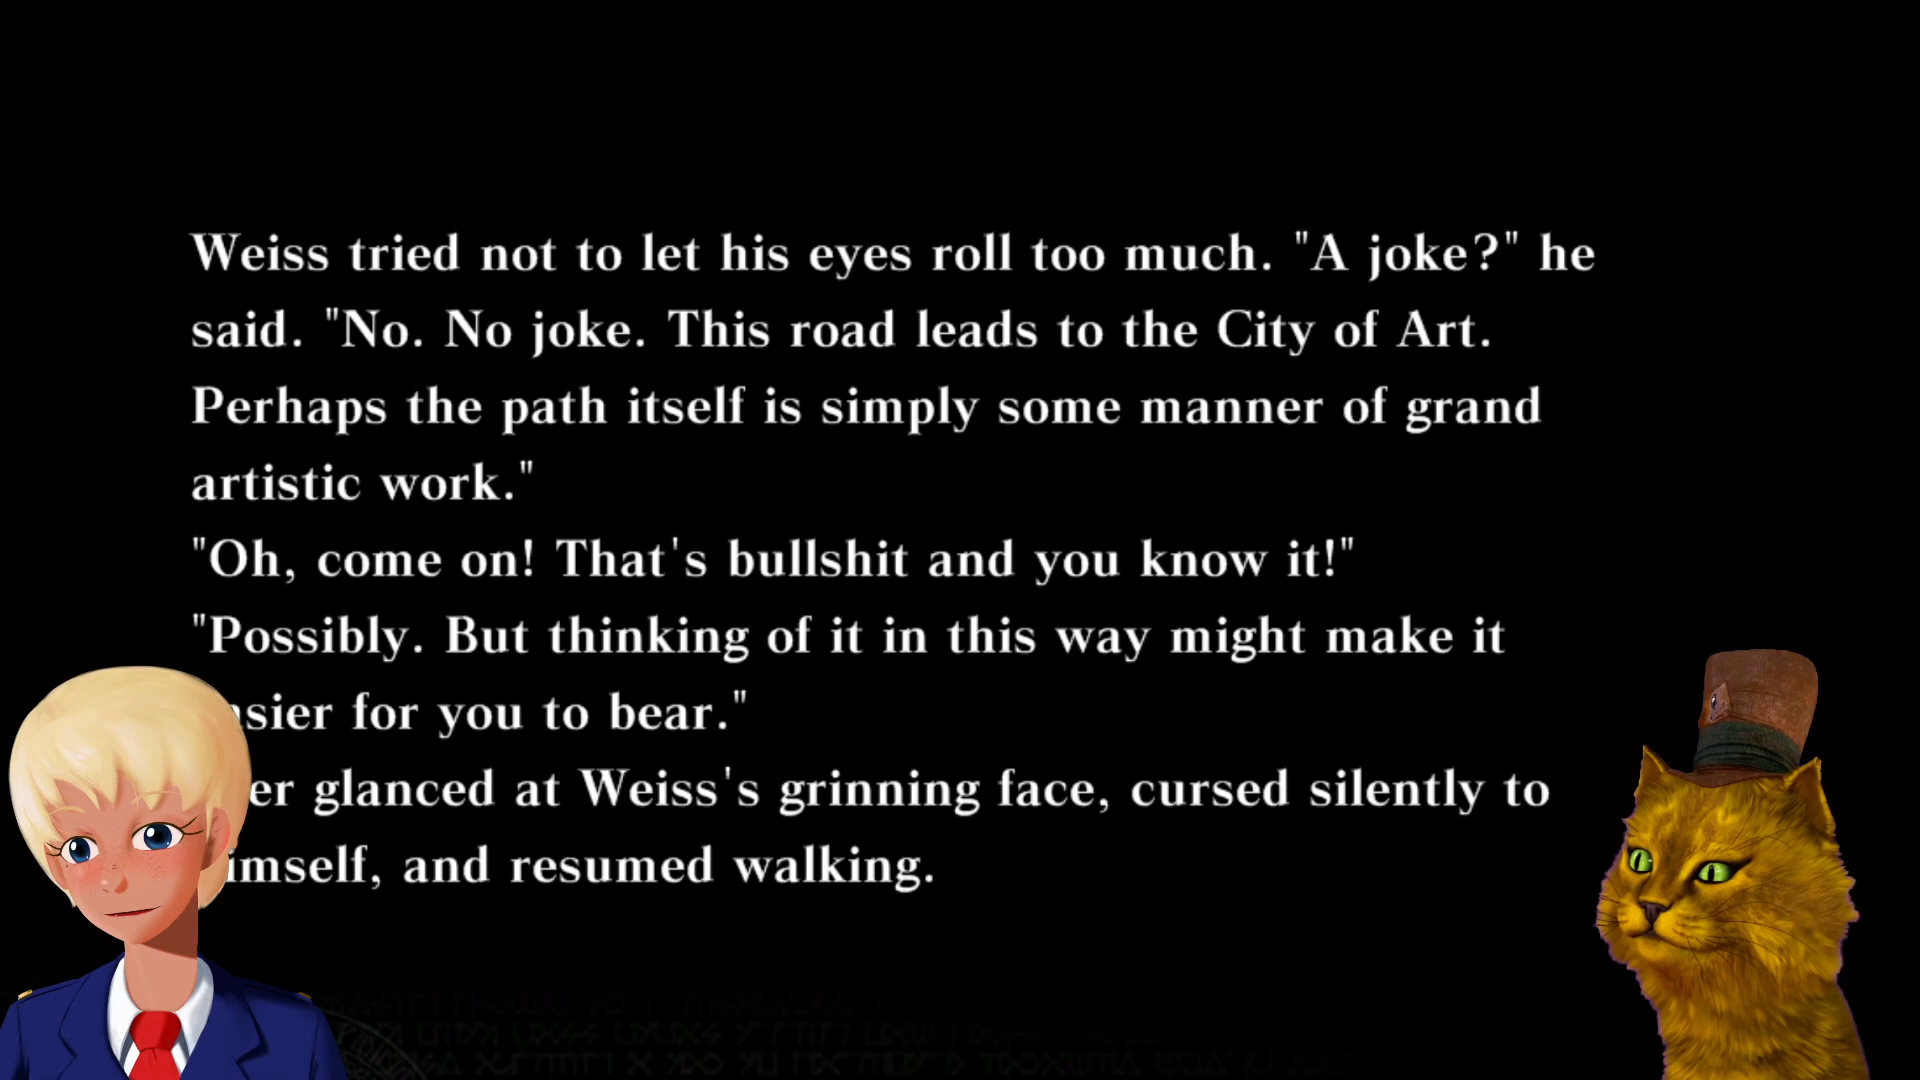 Weiss tried not to let his eyes roll too much. "A joke?" he
said. "No. No joke. This road leads to the City of Art.
Perhaps the path itself is simply some manner of grand
artistic work."
"Oh, come on! That's bullshit and you know it!"
"Possibly. But thinking of it in this way might make it
for you to bear."
glanced at Weiss's grinning face, cursed silently to
and resumed walking.